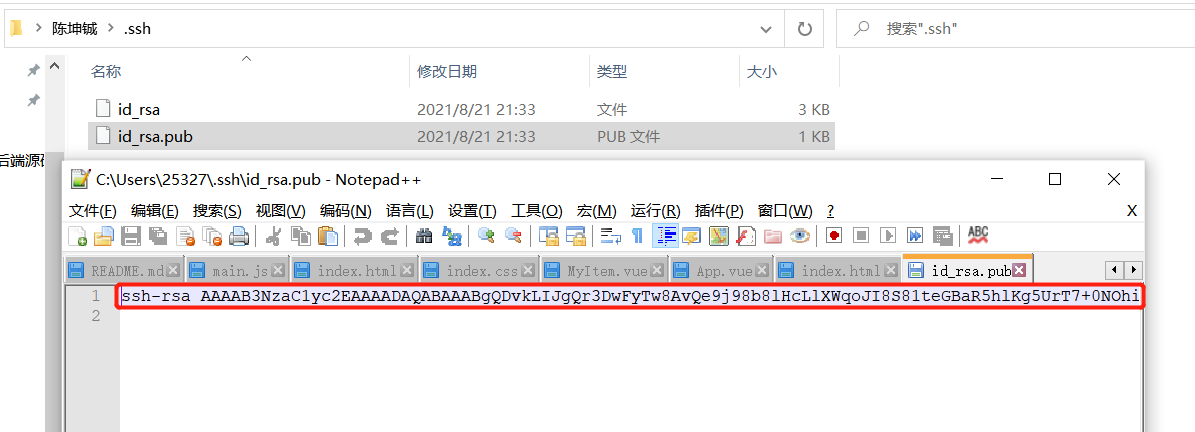 陈坤铖 .ssh 搜索".ssh"
名称 修改日期 类型 大小
id_rsa 2021/8/21 21:33 文件 3 KB
id_rsa.pub 2021/8/21 21:33 PUB 文件 1 KB
后端源
C:\Users\25327\.ssh\id_rsa.pub - Notepad++
文件(F) 编辑(E) 搜索(S) 视图(V) 编码(N) 语言(L) 设置(T) 工具(O) 宏(M) 运行(R) 插件(P) 窗口(W) ? X
ABC
README.md main.js index.html index.css MyItem.vue App.vue index.html id_rsa.pub
1 ssh-rsa AAAAB3NzaC1yc2EAAAADAQABAAABgQDvkLIJgQr3DwFyTw8AvQe9j98b8lHcLlXWqoJI8S81teGBaR5hlKg5UrT7+0NOhi
2